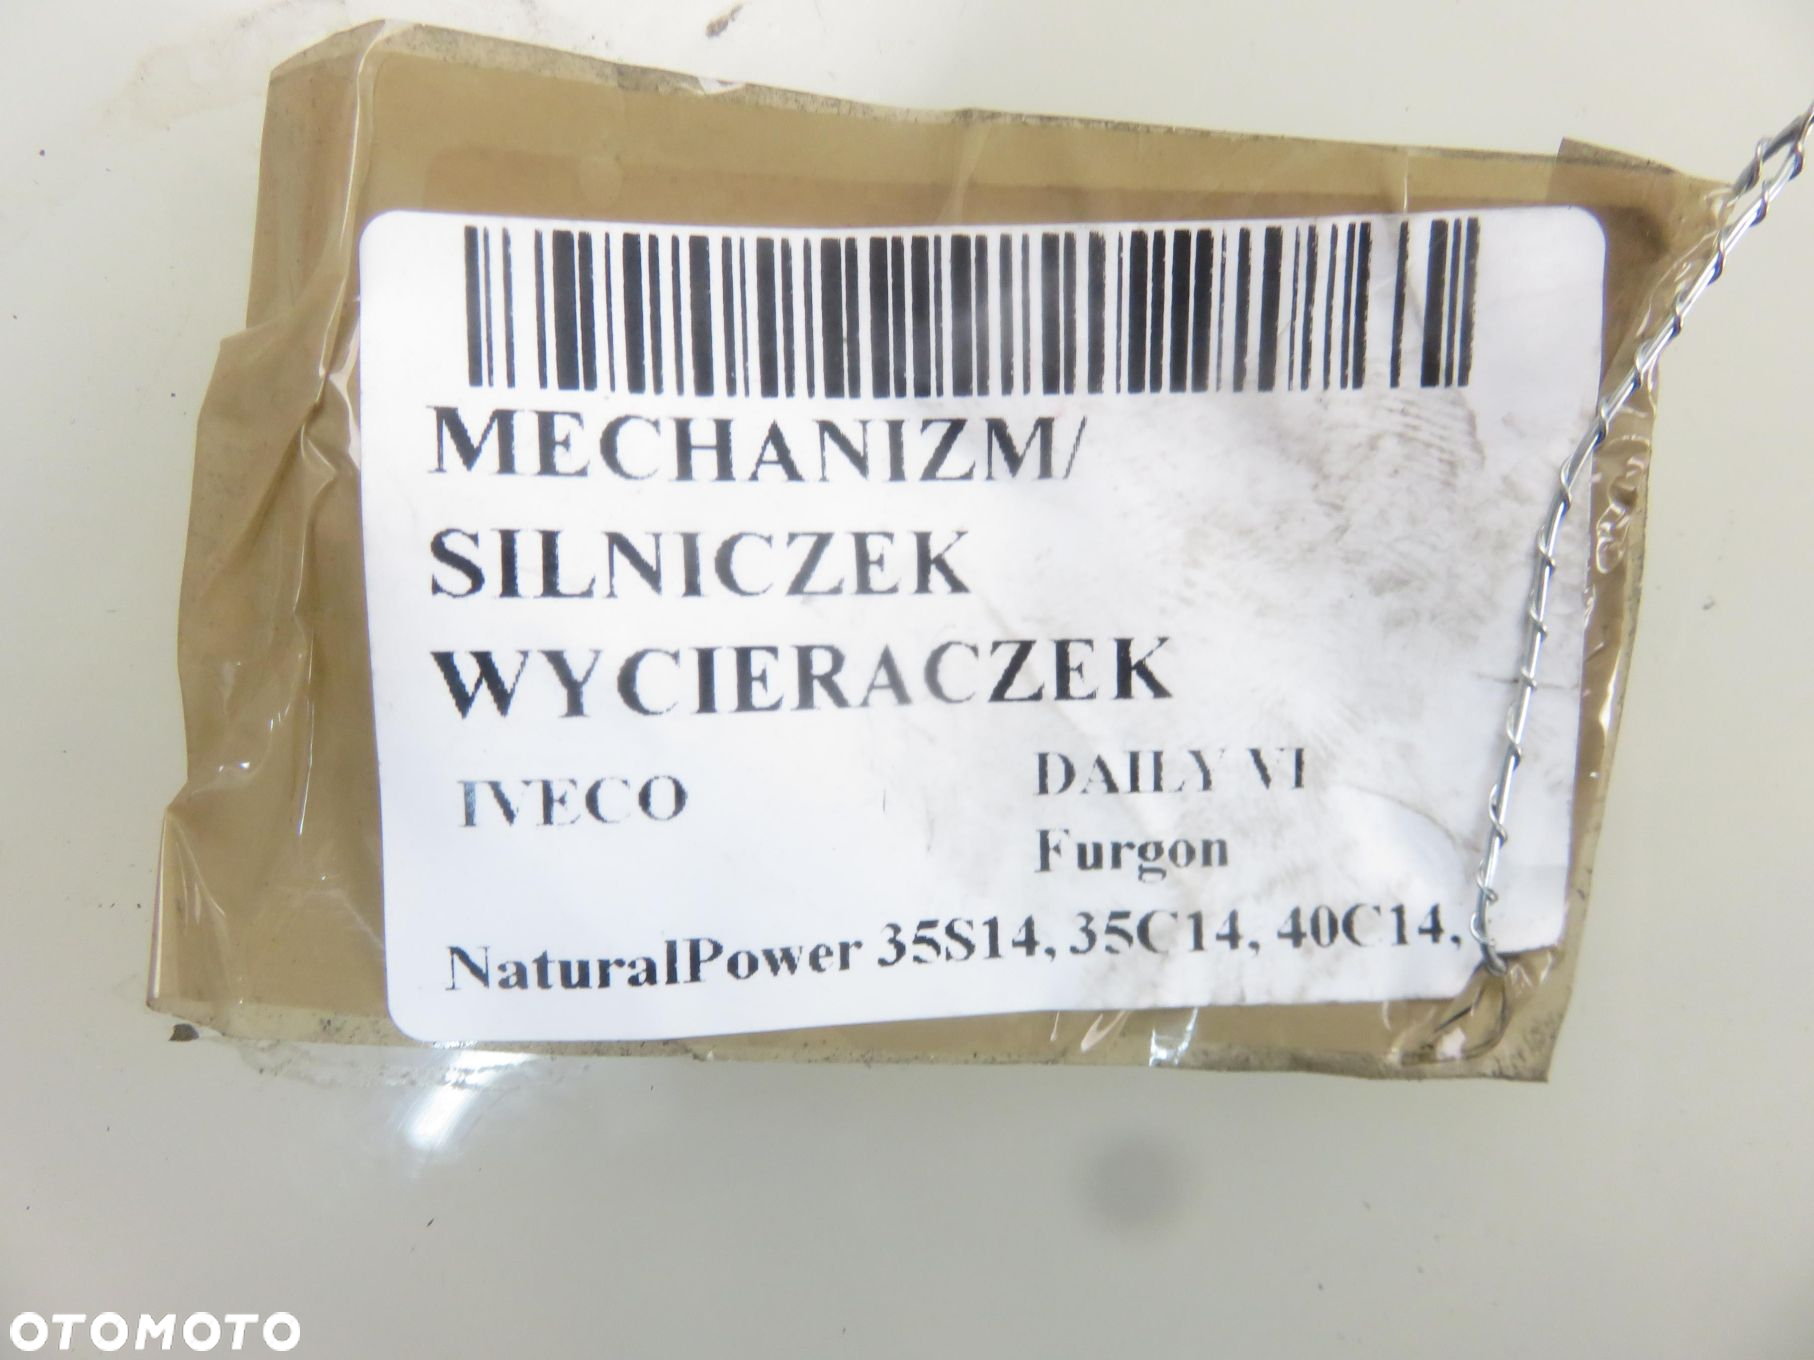 MECHANIZM/
SILNICZEK
WYCIERACZEK
IVECO
DAILY VI
Furgon
NaturalPower 35S14, 35C14, 40C14,
OTOMOTO